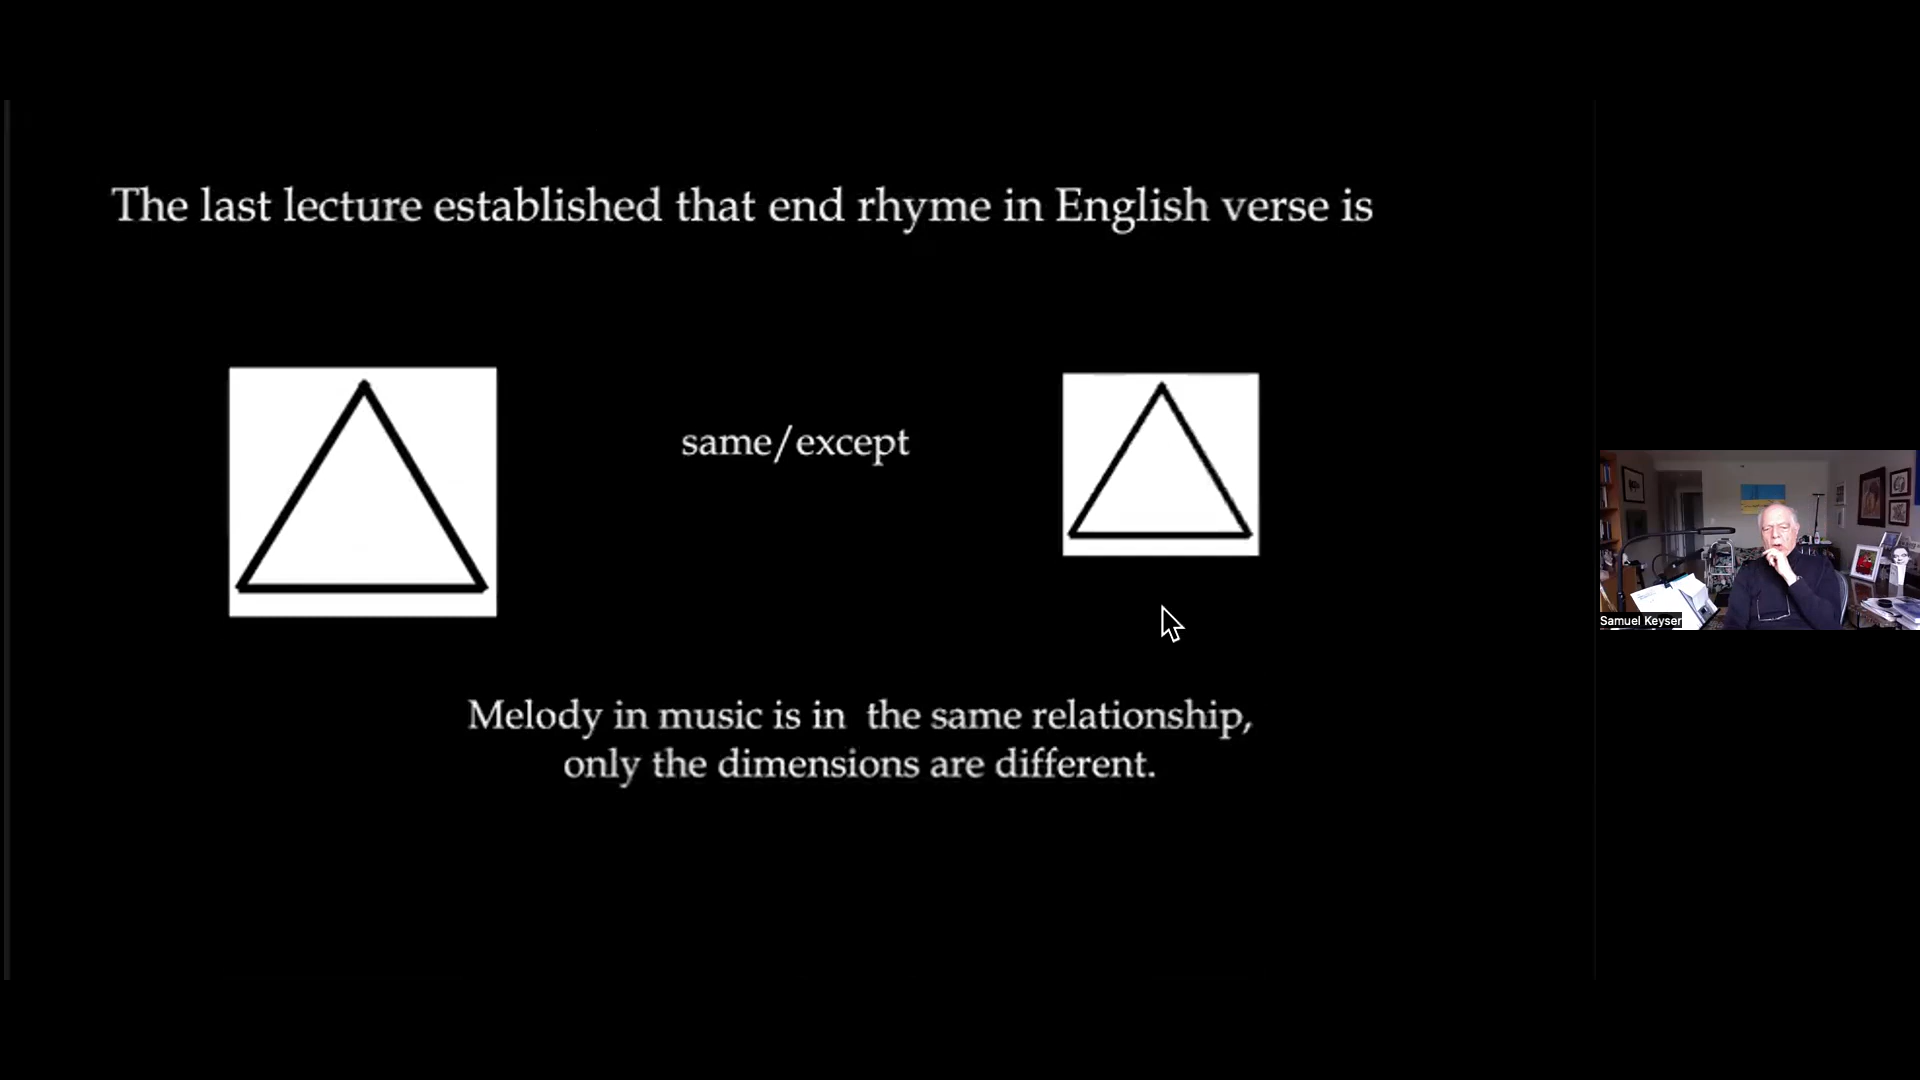 The last lecture established that end rhyme in English verse is
same/except
Samuel Keyser
Melody in music is in the same relationship,
only the dimensions are different.